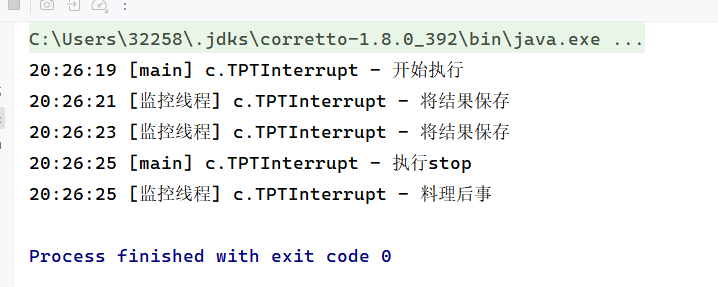 C:\Users\32258\.jdks\corretto-1.8.0_392\bin\java.exe ...
20:26:19 [main] c.TPTInterrupt - 开始执行
20:26:21 [监控线程] c.TPTInterrupt - 将结果保存
20:26:23 [监控线程] c.TPTInterrupt - 将结果保存
20:26:25 [main] c.TPTInterrupt - 执行stop
20:26:25 [监控线程] c.TPTInterrupt - 料理后事
Process finished with exit code 0